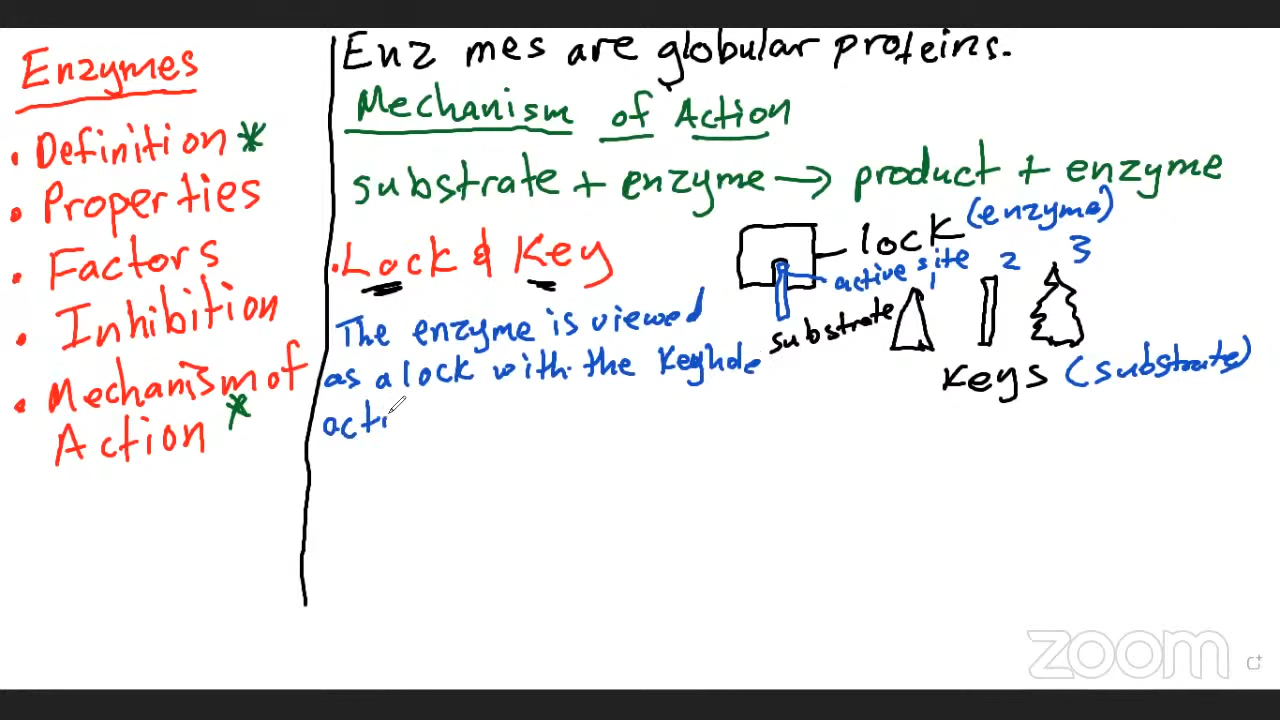 Enzymes
• Definition *
• Properties
• Factors
• Inhibition
• Mechanism of
Action *
Enz mes are globular proteins.
Mechanism of Action
substrate + enzyme → product + enzyme
• Lock & Key
lock (enzyme)
active site
substrate
1 2 3
Keys (substrate)
The enzyme is viewed
as a lock with the Keyhole
acti
zoom